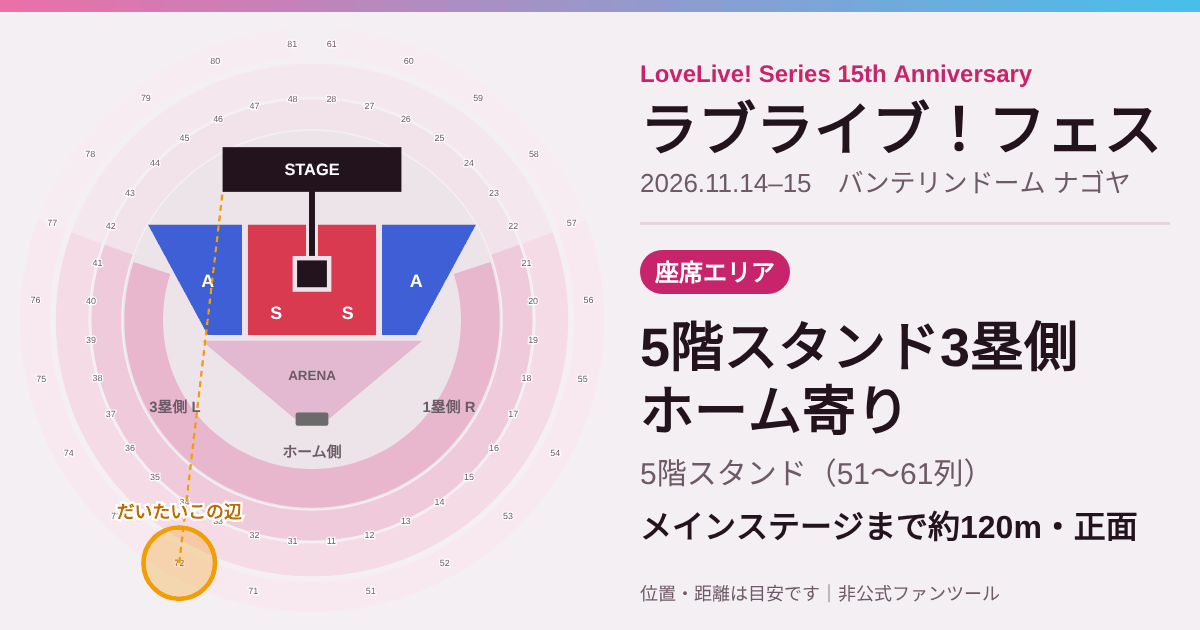 LoveLive! Series 15th Anniversary
ラブライブ！フェス
2026.11.14–15　バンテリンドーム ナゴヤ
座席エリア
5階スタンド3塁側
ホーム寄り
5階スタンド（51〜61列）
メインステージまで約120m・正面
位置・距離は目安です｜非公式ファンツール
81 61
80 60
79 59
78 58
77 57
76 56
75 55
74 54
53
72 52
71 51
48 28
47 27
46 26
45 25
44 24
43 23
42 22
41 21
40 20
39 19
38 18
37 17
36 16
35 15
34 14
33 13
32 12
31 11
STAGE
A A
S S
ARENA
3塁側 L 1塁側 R
ホーム側
だいたいこの辺